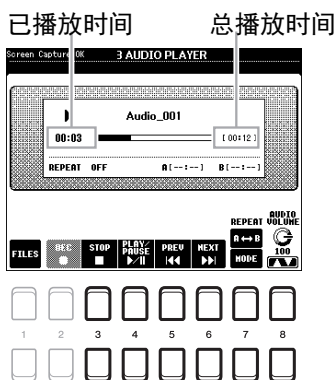 已播放时间 总播放时间
Screen Capture OK 3 AUDIO PLAYER
Audio_001
00:03 [ 00:12 ]
REPEAT OFF A[--:--] B[--:--]
REPEAT AUDIO VOLUME
A↔B
FILES REC STOP PLAY/PAUSE PREV NEXT MODE 100
1 2 3 4 5 6 7 8